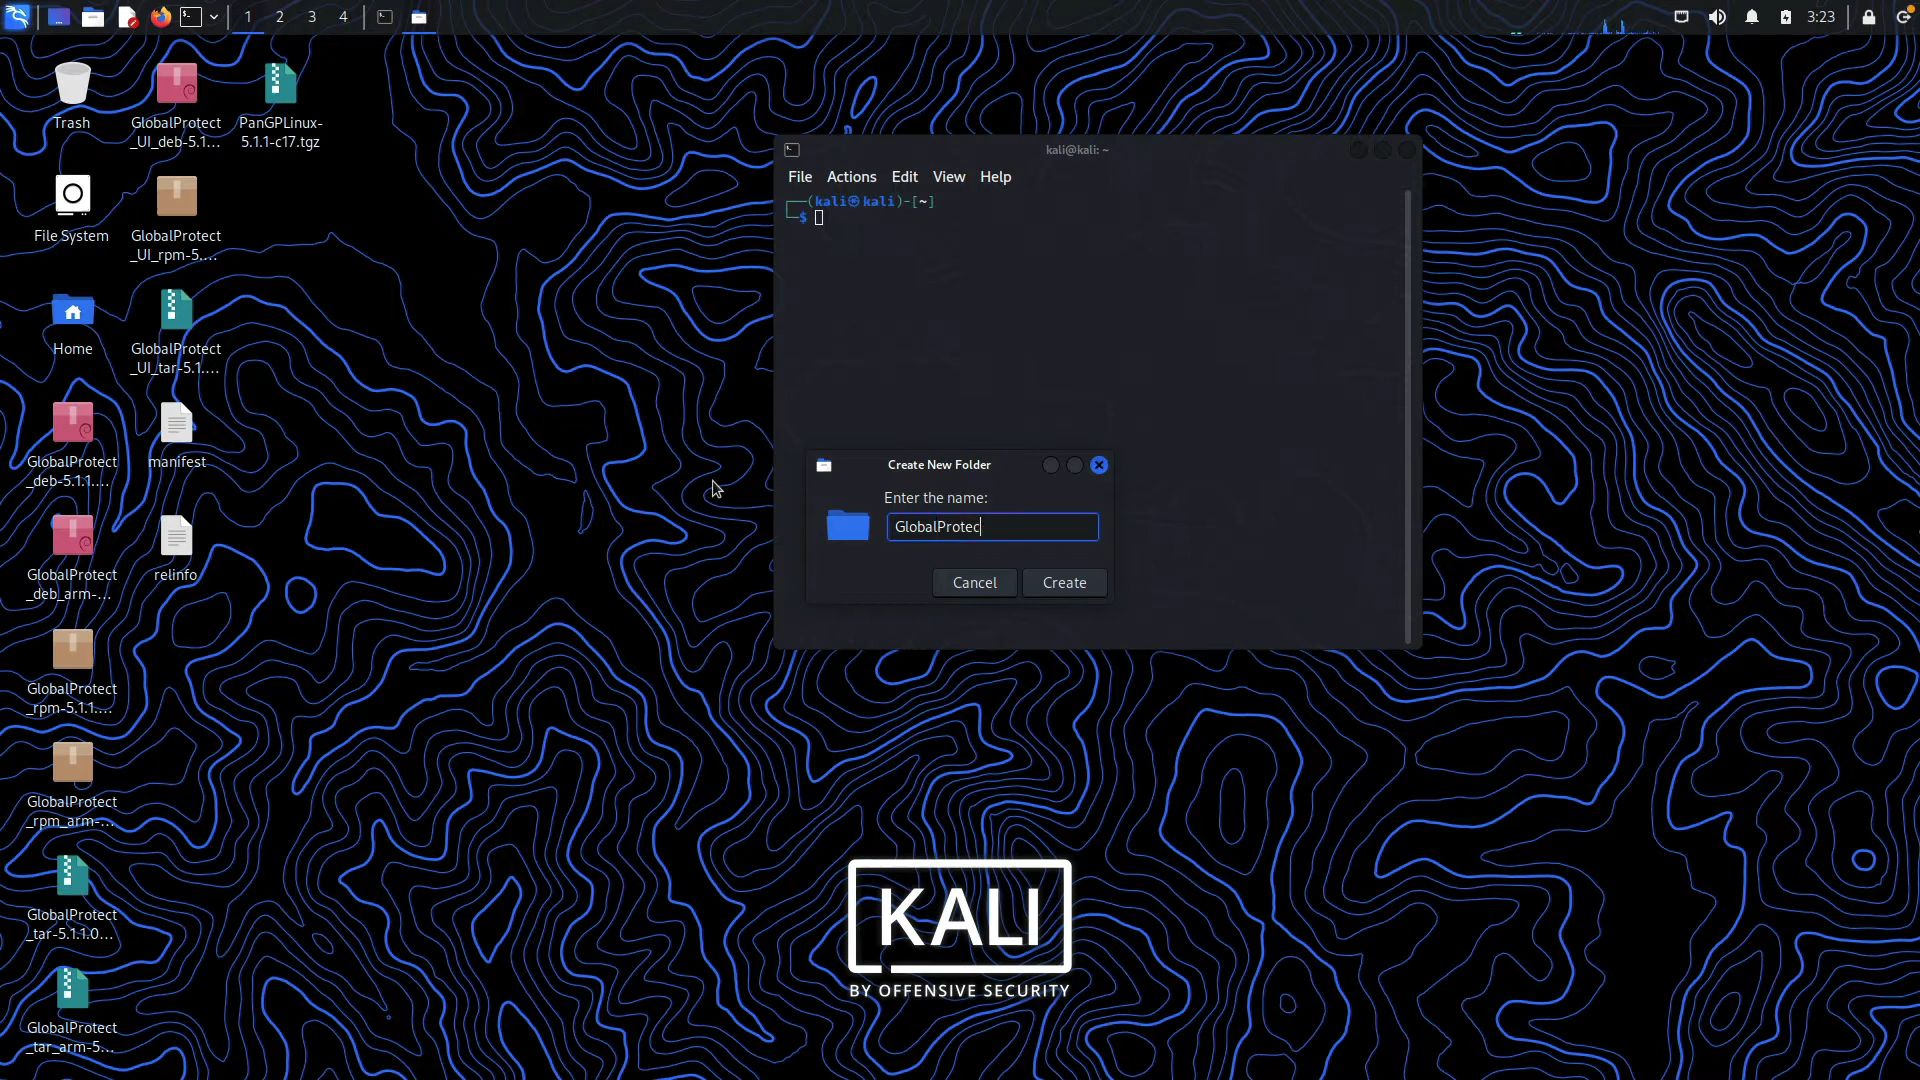 1 2 3 4
3:23
Trash
GlobalProtect
_UI_deb-5.1...
PanGPLinux-
5.1.1-c17.tgz
File System
GlobalProtect
_UI_rpm-5....
Home
GlobalProtect
_UI_tar-5.1....
GlobalProtect
_deb-5.1.1....
manifest
GlobalProtect
_deb_arm-...
relinfo
GlobalProtect
_rpm-5.1.1....
GlobalProtect
_rpm_arm-...
GlobalProtect
_tar-5.1.1.0...
GlobalProtect
_tar_arm-5...
kali@kali: ~
File Actions Edit View Help
(kali㉿kali)-[~]
$
Create New Folder
Enter the name:
GlobalProtec
Cancel Create
KALI
BY OFFENSIVE SECURITY